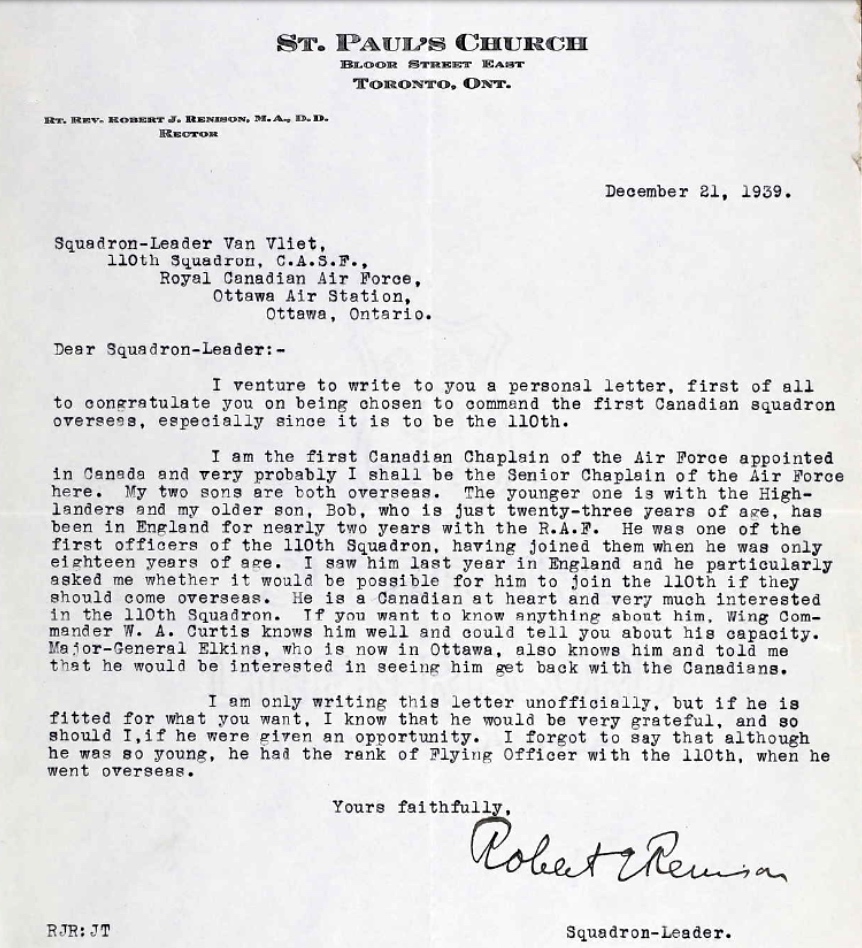 ST. PAUL'S CHURCH
BLOOR STREET EAST
TORONTO, ONT.
RT. REV. ROBERT J. RENISON, M.A., D.D.
RECTOR
December 21, 1939.
Squadron-Leader Van Vliet,
110th Squadron, C.A.S.F.,
Royal Canadian Air Force,
Ottawa Air Station,
Ottawa, Ontario.
Dear Squadron-Leader:-
I venture to write to you a personal letter, first of all
to congratulate you on being chosen to command the first Canadian squadron
overseas, especially since it is to be the 110th.
I am the first Canadian Chaplain of the Air Force appointed
in Canada and very probably I shall be the Senior Chaplain of the Air Force
here. My two sons are both overseas. The younger one is with the High-
landers and my older son, Bob, who is just twenty-three years of age, has
been in England for nearly two years with the R.A.F. He was one of the
first officers of the 110th Squadron, having joined them when he was only
eighteen years of age. I saw him last year in England and he particularly
asked me whether it would be possible for him to join the 110th if they
should come overseas. He is a Canadian at heart and very much interested
in the 110th Squadron. If you want to know anything about him, Wing Com-
mander W. A. Curtis knows him well and could tell you about his capacity.
Major-General Elkins, who is now in Ottawa, also knows him and told me
that he would be interested in seeing him get back with the Canadians.
I am only writing this letter unofficially, but if he is
fitted for what you want, I know that he would be very grateful, and so
should I,if he were given an opportunity. I forgot to say that although
he was so young, he had the rank of Flying Officer with the 110th, when he
went overseas.
Yours faithfully,
Robert J Renison
RJR:JT
Squadron-Leader.